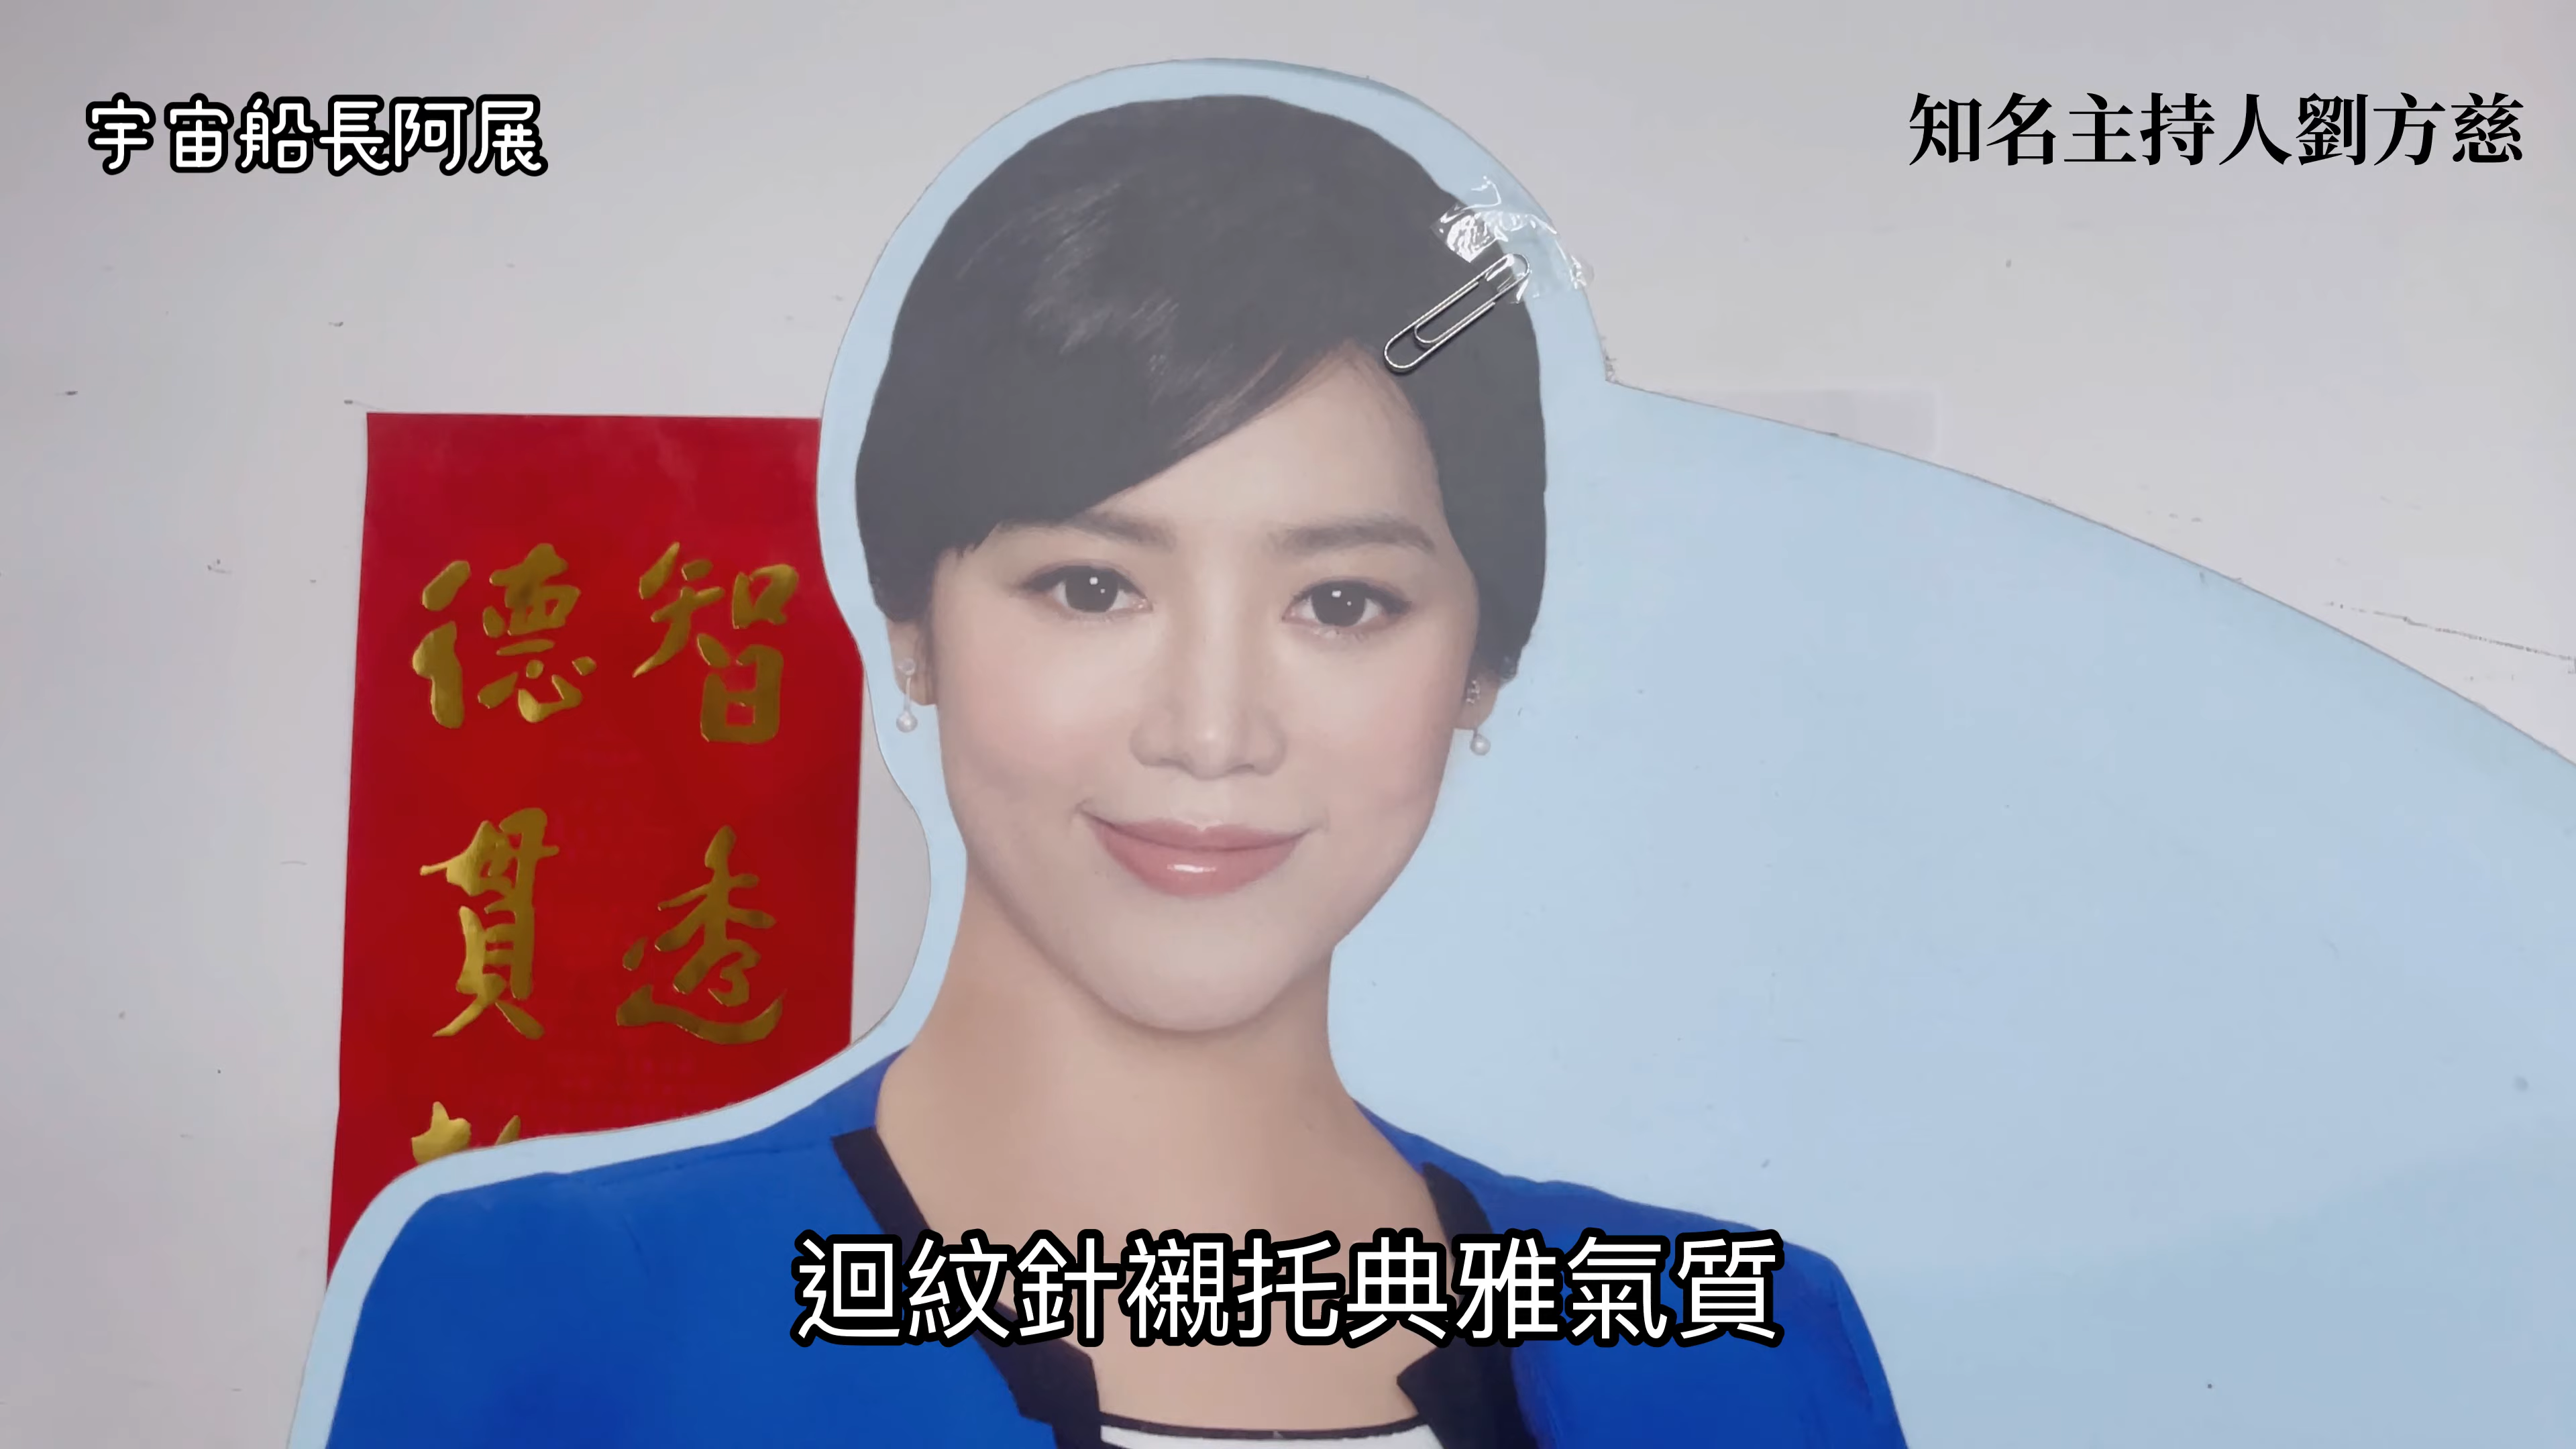 宇宙船長阿展
知名主持人劉方慈
智透
德貫
迴紋針襯托典雅氣質